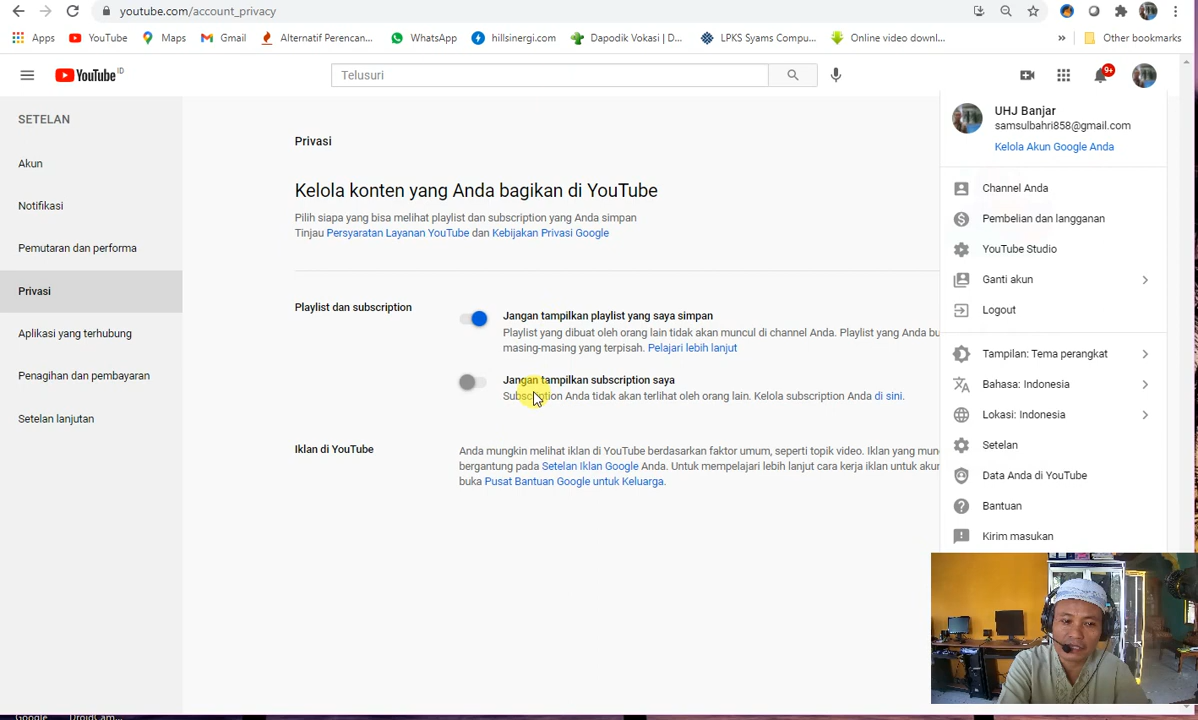 youtube.com/account_privacy
Apps YouTube Maps Gmail Alternatif Perencan... WhatsApp hillsinergi.com Dapodik Vokasi | D... LPKS Syams Compu... Online video downl... » Other bookmarks
YouTube ID
Telusuri
9+
SETELAN
Akun
Notifikasi
Pemutaran dan performa
Privasi
Aplikasi yang terhubung
Penagihan dan pembayaran
Setelan lanjutan
Privasi
Kelola konten yang Anda bagikan di YouTube
Pilih siapa yang bisa melihat playlist dan subscription yang Anda simpan
Tinjau Persyaratan Layanan YouTube dan Kebijakan Privasi Google
Playlist dan subscription
Jangan tampilkan playlist yang saya simpan
Playlist yang dibuat oleh orang lain tidak akan muncul di channel Anda. Playlist yang Anda bu
masing-masing yang terpisah. Pelajari lebih lanjut
Jangan tampilkan subscription saya
Subscription Anda tidak akan terlihat oleh orang lain. Kelola subscription Anda di sini.
Iklan di YouTube
Anda mungkin melihat iklan di YouTube berdasarkan faktor umum, seperti topik video. Iklan yang mun
bergantung pada Setelan Iklan Google Anda. Untuk mempelajari lebih lanjut cara kerja iklan untuk akun
buka Pusat Bantuan Google untuk Keluarga.
UHJ Banjar
samsulbahri858@gmail.com
Kelola Akun Google Anda
Channel Anda
Pembelian dan langganan
YouTube Studio
Ganti akun
Logout
Tampilan: Tema perangkat
Bahasa: Indonesia
Lokasi: Indonesia
Setelan
Data Anda di YouTube
Bantuan
Kirim masukan
Google DroidCam...